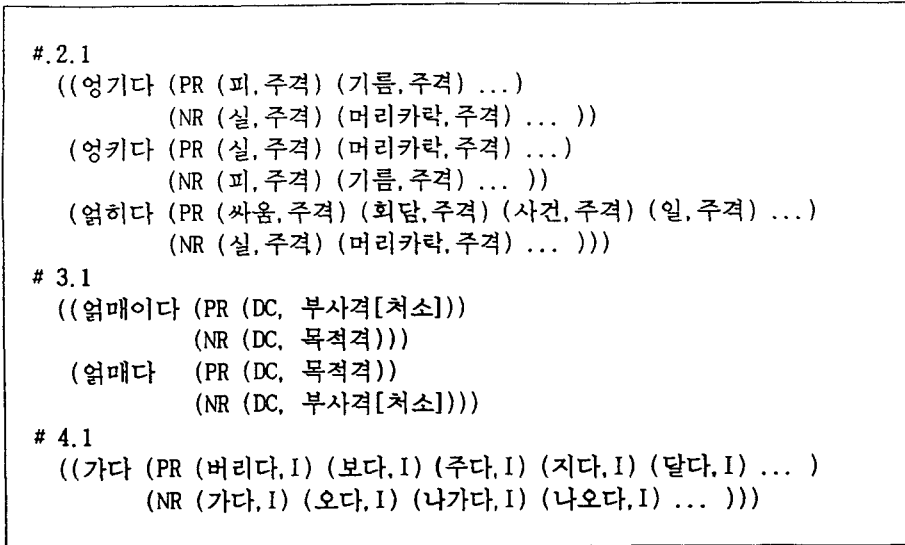 #.2.1
((엉기다 (PR (피,주격) (기름,주격) ...)
(NR (실,주격) (머리카락,주격) ... ))
(엉키다 (PR (실,주격) (머리카락,주격) ...)
(NR (피,주격) (기름,주격) ... ))
(얽히다 (PR (싸움,주격) (회담,주격) (사건,주격) (일,주격) ...)
(NR (실,주격) (머리카락,주격) ... )))
# 3.1
((얽매이다 (PR (DC, 부사격[처소]))
(NR (DC, 목적격)))
(얽매다 (PR (DC, 목적격))
(NR (DC, 부사격[처소])))
# 4.1
((가다 (PR (버리다,I) (보다,I) (주다,I) (지다,I) (달다,I) ... )
(NR (가다,I) (오다,I) (나가다,I) (나오다,I) ... )))